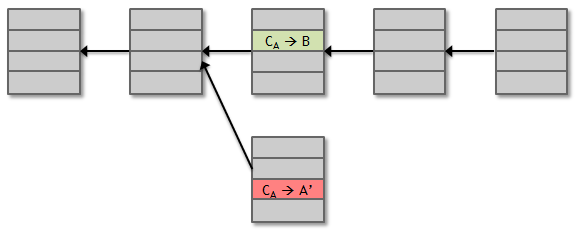 C_A → B
C_A → A’